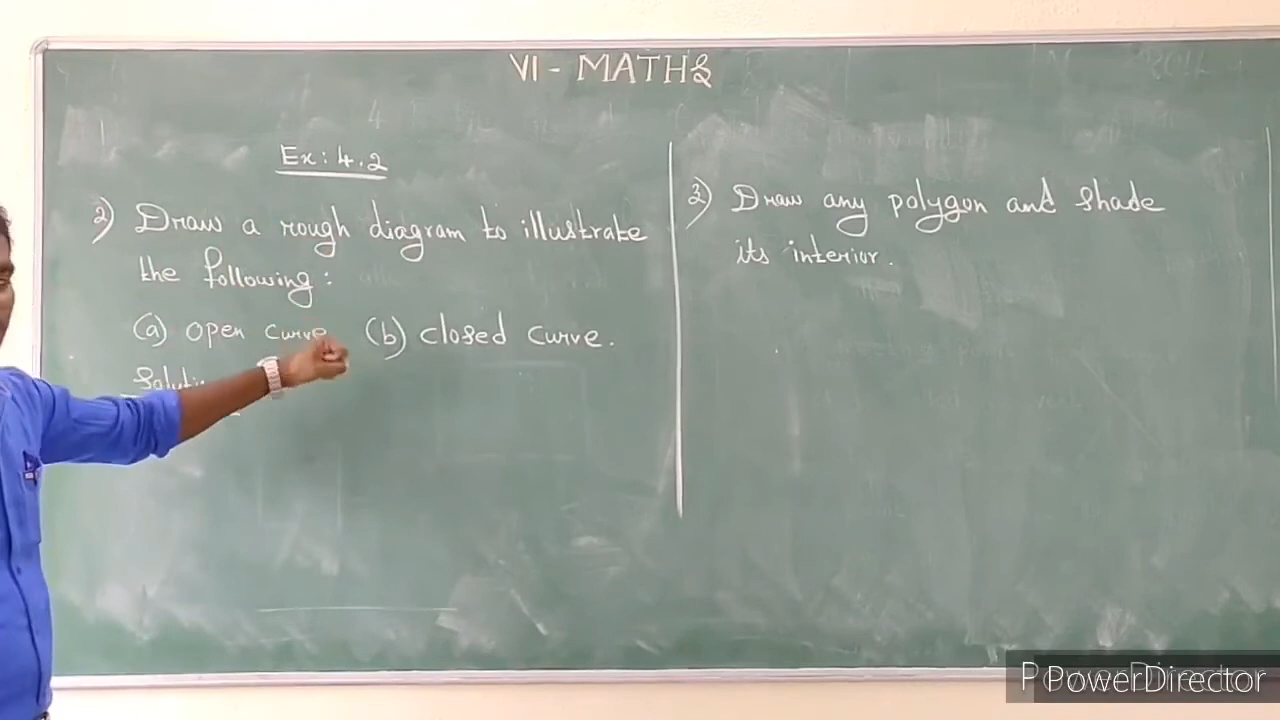 VI - MATHS
Ex: 4.2
2) Draw a rough diagram to illustrate
the following:
(a) open curve (b) closed curve.
3) Draw any polygon and shade
its interior.
PowerDirector